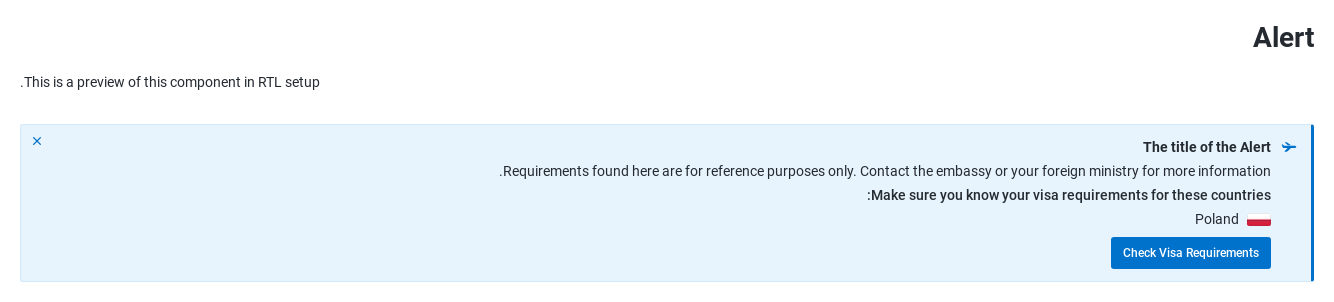 Alert
This is a preview of this component in RTL setup.
The title of the Alert
Requirements found here are for reference purposes only. Contact the embassy or your foreign ministry for more information.
Make sure you know your visa requirements for these countries:
Poland
Check Visa Requirements